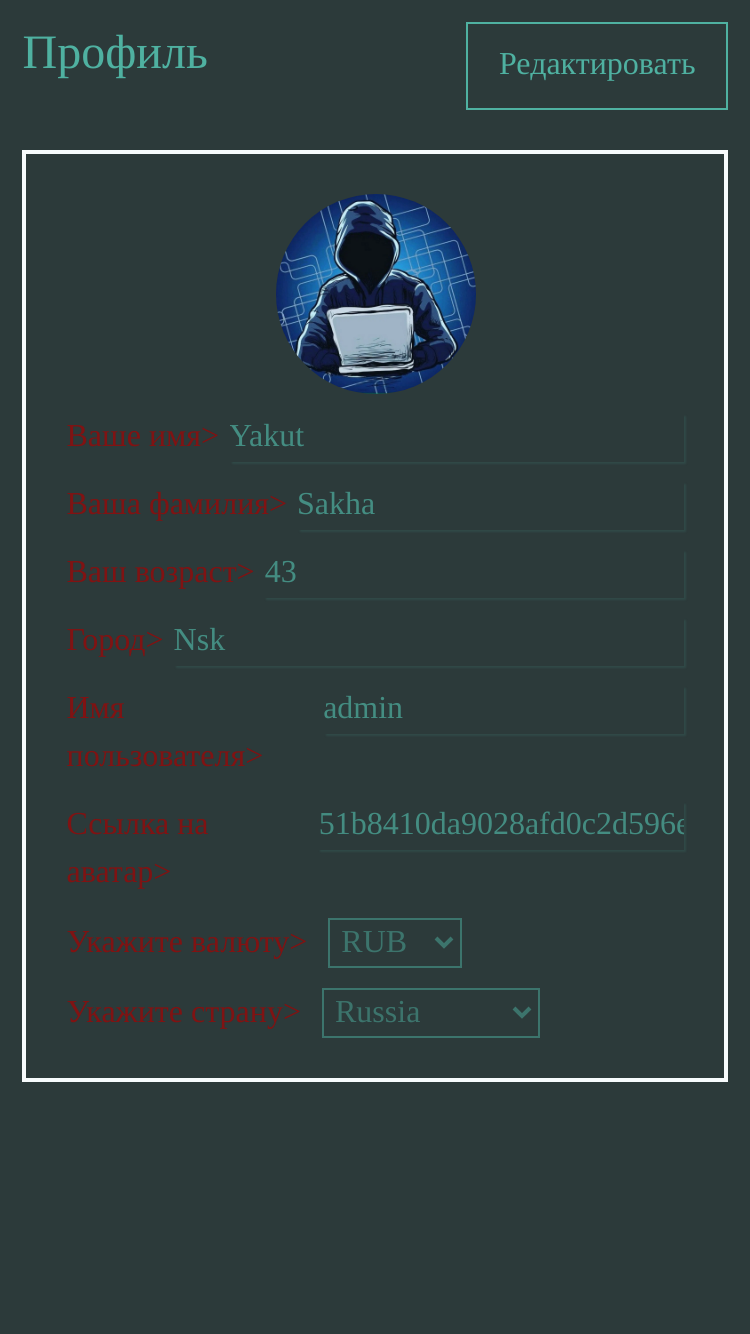 Профиль
Редактировать
Ваше имя> Yakut
Ваша фамилия> Sakha
Ваш возраст> 43
Город> Nsk
Имя admin
пользователя>
Ссылка на 51b8410da9028afd0c2d596e
аватар>
Укажите валюту> RUB
Укажите страну> Russia